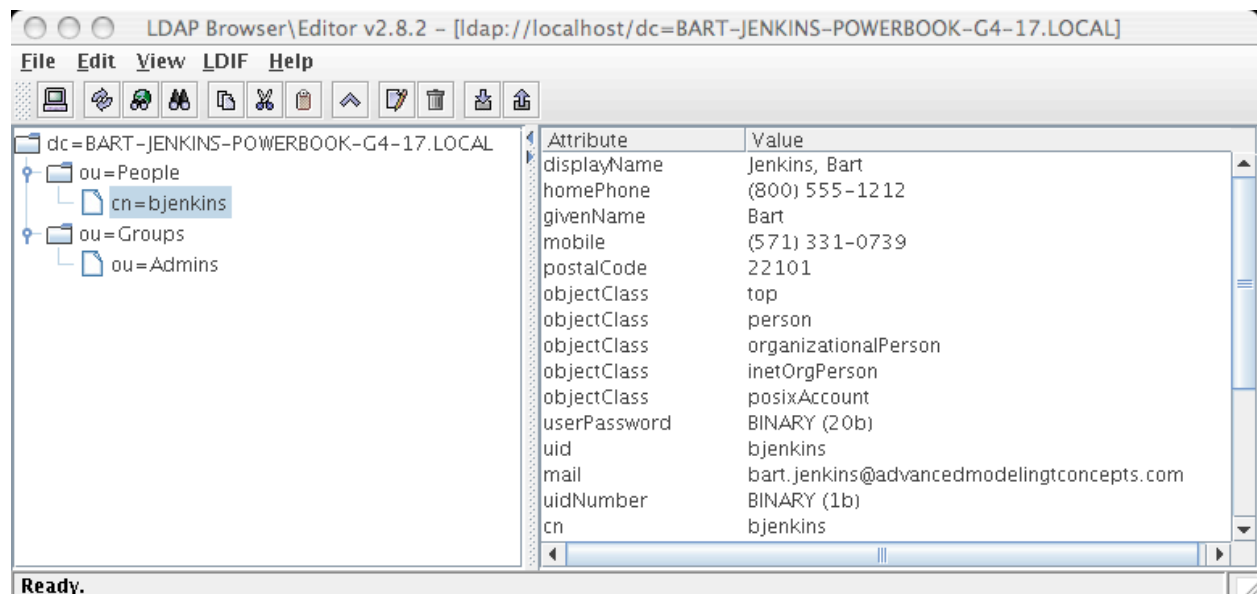 LDAP Browser\Editor v2.8.2 – [ldap://localhost/dc=BART-JENKINS-POWERBOOK-G4-17.LOCAL]
File Edit View LDIF Help
dc=BART-JENKINS-POWERBOOK-G4-17.LOCAL
ou=People
cn=bjenkins
ou=Groups
ou=Admins
Attribute Value
displayName Jenkins, Bart
homePhone (800) 555-1212
givenName Bart
mobile (571) 331-0739
postalCode 22101
objectClass top
objectClass person
objectClass organizationalPerson
objectClass inetOrgPerson
objectClass posixAccount
userPassword BINARY (20b)
uid bjenkins
mail bart.jenkins@advancedmodelingtconcepts.com
uidNumber BINARY (1b)
cn bjenkins
Ready.